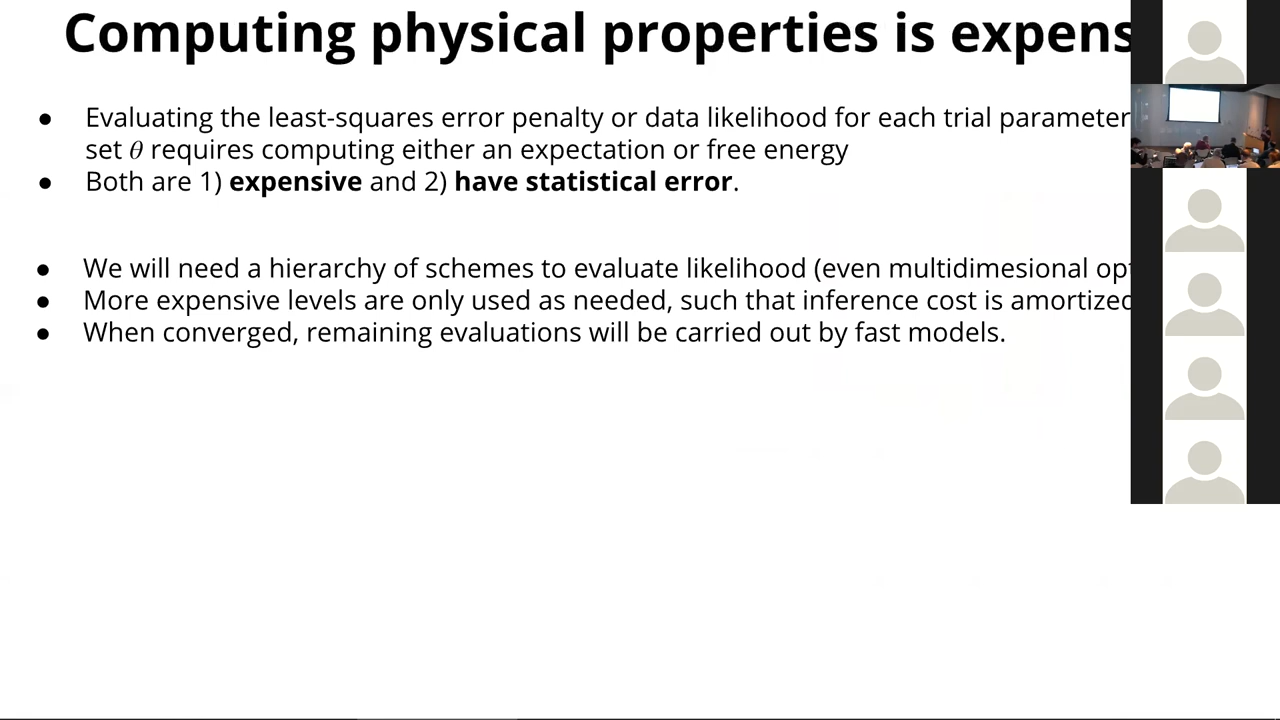 Computing physical properties is expens
● Evaluating the least-squares error penalty or data likelihood for each trial parameter
set θ requires computing either an expectation or free energy
● Both are 1) expensive and 2) have statistical error.
● We will need a hierarchy of schemes to evaluate likelihood (even multidimesional opt
● More expensive levels are only used as needed, such that inference cost is amortized
● When converged, remaining evaluations will be carried out by fast models.